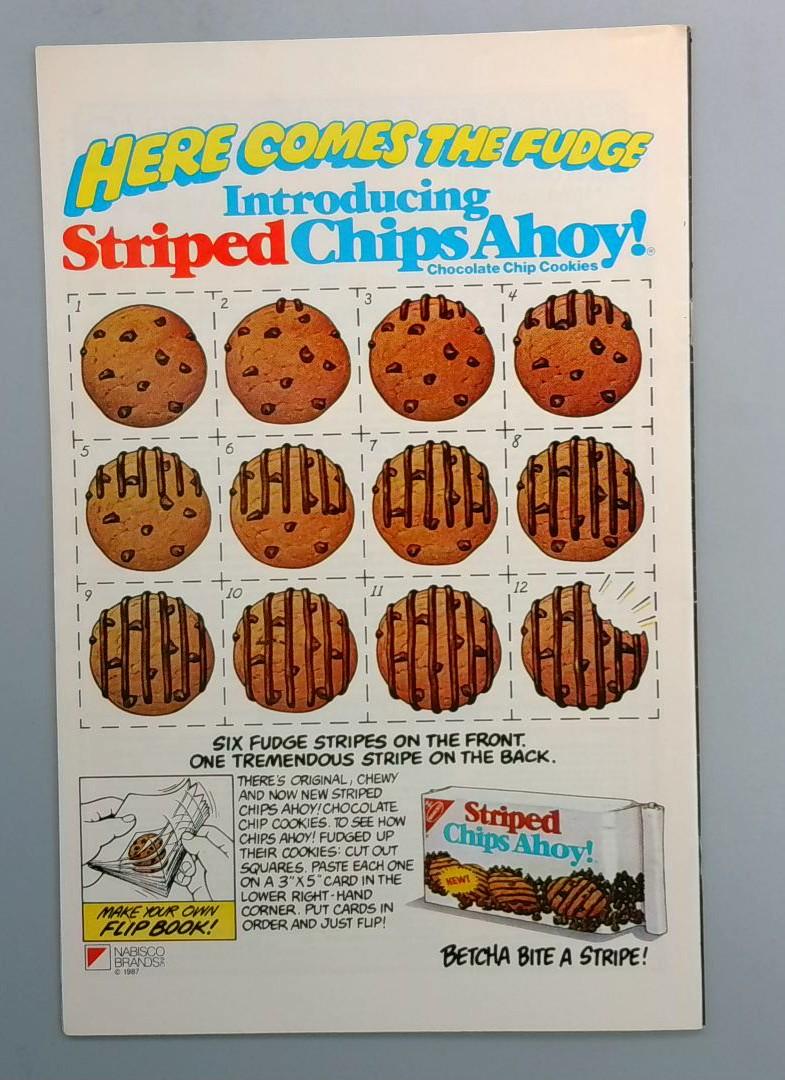 HERE COMES THE FUDGE
Introducing
Striped Chips Ahoy!®
Chocolate Chip Cookies
1
2
3
4
5
6
7
8
9
10
11
12
SIX FUDGE STRIPES ON THE FRONT.
ONE TREMENDOUS STRIPE ON THE BACK.
THERE'S ORIGINAL, CHEWY
AND NOW NEW STRIPED
CHIPS AHOY! CHOCOLATE
CHIP COOKIES. TO SEE HOW
CHIPS AHOY! FUDGED UP
THEIR COOKIES: CUT OUT
SQUARES. PASTE EACH ONE
ON A 3"X5" CARD IN THE
LOWER RIGHT-HAND
CORNER. PUT CARDS IN
ORDER AND JUST FLIP!
MAKE YOUR OWN
FLIP BOOK!
NABISCO
BRANDS
© 1987
Striped
Chips Ahoy!
NEW!
BETCHA BITE A STRIPE!